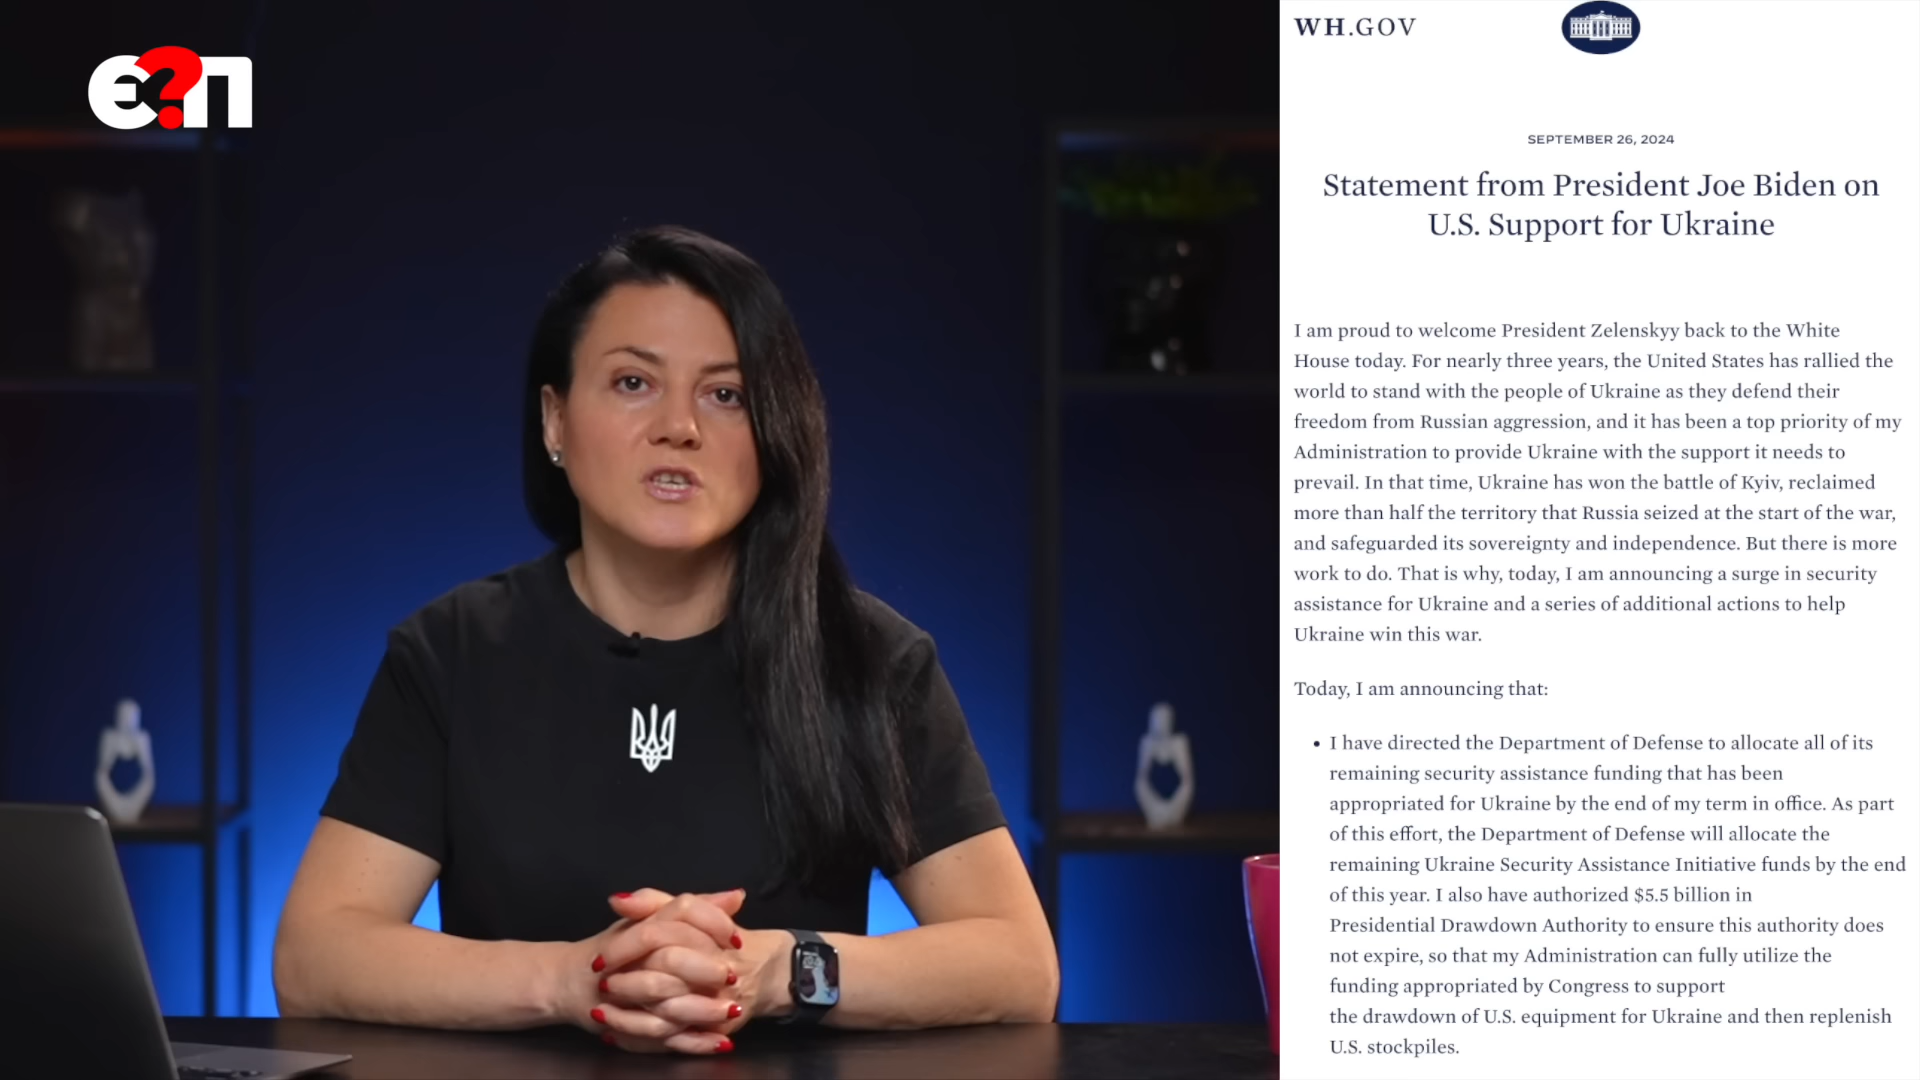 є?п
WH.GOV
SEPTEMBER 26, 2024
Statement from President Joe Biden on
U.S. Support for Ukraine
I am proud to welcome President Zelenskyy back to the White
House today. For nearly three years, the United States has rallied the
world to stand with the people of Ukraine as they defend their
freedom from Russian aggression, and it has been a top priority of my
Administration to provide Ukraine with the support it needs to
prevail. In that time, Ukraine has won the battle of Kyiv, reclaimed
more than half the territory that Russia seized at the start of the war,
and safeguarded its sovereignty and independence. But there is more
work to do. That is why, today, I am announcing a surge in security
assistance for Ukraine and a series of additional actions to help
Ukraine win this war.
Today, I am announcing that:
• I have directed the Department of Defense to allocate all of its
remaining security assistance funding that has been
appropriated for Ukraine by the end of my term in office. As part
of this effort, the Department of Defense will allocate the
remaining Ukraine Security Assistance Initiative funds by the end
of this year. I also have authorized $5.5 billion in
Presidential Drawdown Authority to ensure this authority does
not expire, so that my Administration can fully utilize the
funding appropriated by Congress to support
the drawdown of U.S. equipment for Ukraine and then replenish
U.S. stockpiles.